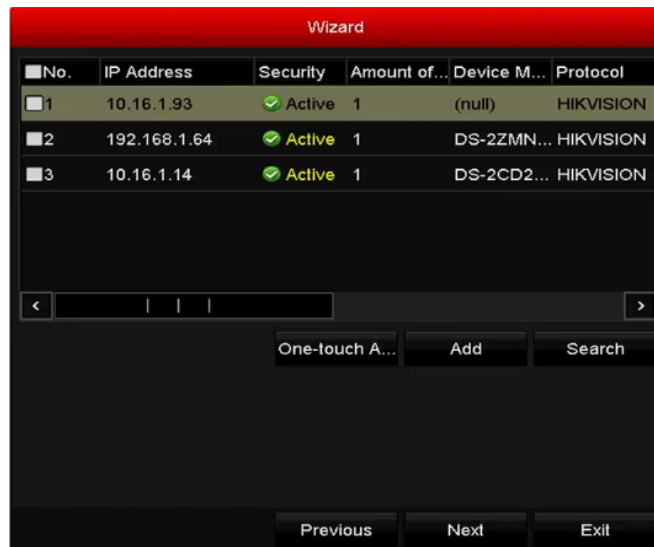 Wizard
No. IP Address Security Amount of... Device M... Protocol
1 10.16.1.93 Active 1 (null) HIKVISION
2 192.168.1.64 Active 1 DS-2ZMN... HIKVISION
3 10.16.1.14 Active 1 DS-2CD2... HIKVISION
One-touch A... Add Search
Previous Next Exit